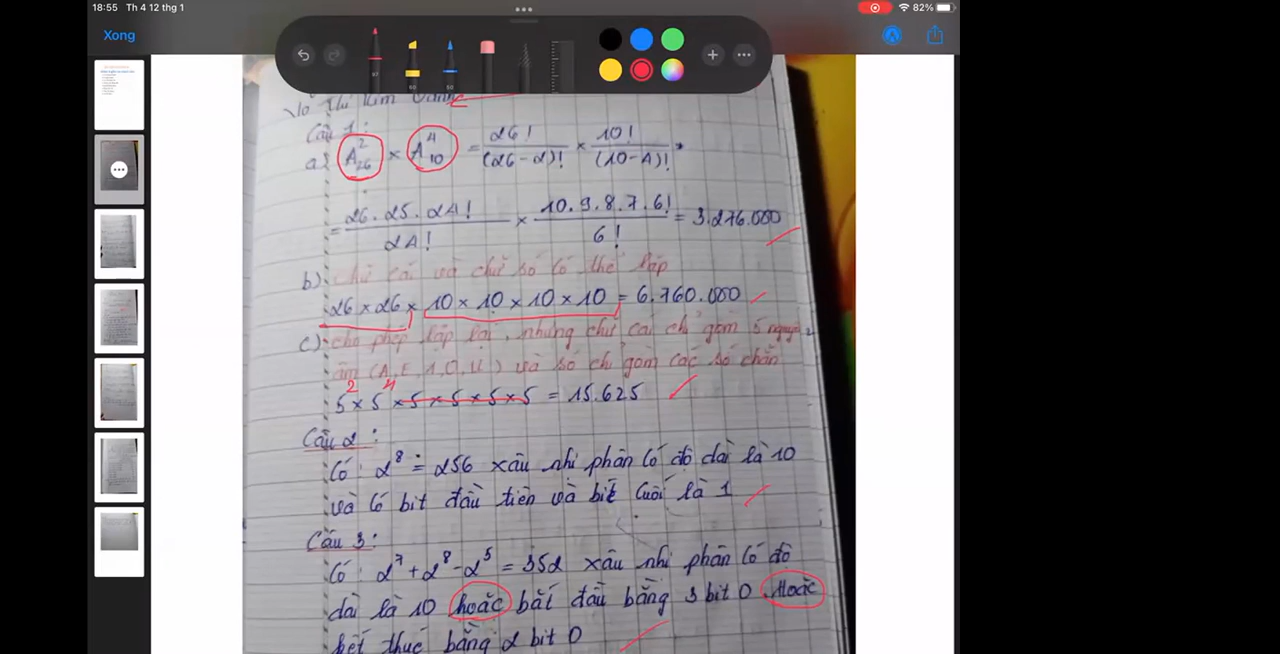 18:55 Th 4 12 thg 1
82%
Xong
Câu 1:
a) A²₂₆ × A⁴₁₀ = 26!/(26-2)! × 10!/(10-4)!
= 26.25.24!/24! × 10.9.8.7.6!/6! = 3.276.000
b) chữ cái và chữ số có thể lặp
26 × 26 × 10 × 10 × 10 × 10 = 6.760.000
c) cho phép lặp lại, nhưng chữ cái chỉ gồm 5 nguyên
âm (A, E, I, O, U) và số chỉ gồm các số chẵn
2 4
5 × 5 × 5 × 5 × 5 × 5 = 15.625
Câu 2:
Có: 2⁸ = 256 xâu nhị phân có độ dài là 10
và có bit đầu tiên và bit cuối là 1
Câu 3:
Có: 2⁷ + 2⁸ - 2⁵ = 352 xâu nhị phân có độ
dài là 10 hoặc bắt đầu bằng 3 bit 0. Hoặc
kết thúc bằng 2 bit 0